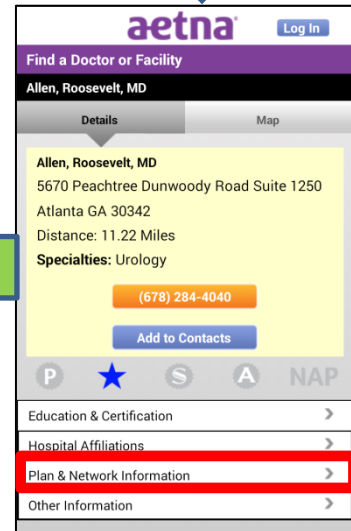 aetna
Log In
Find a Doctor or Facility
Allen, Roosevelt, MD
Details Map
Allen, Roosevelt, MD
5670 Peachtree Dunwoody Road Suite 1250
Atlanta GA 30342
Distance: 11.22 Miles
Specialties: Urology
(678) 284-4040
Add to Contacts
P S A NAP
Education & Certification
Hospital Affiliations
Plan & Network Information
Other Information